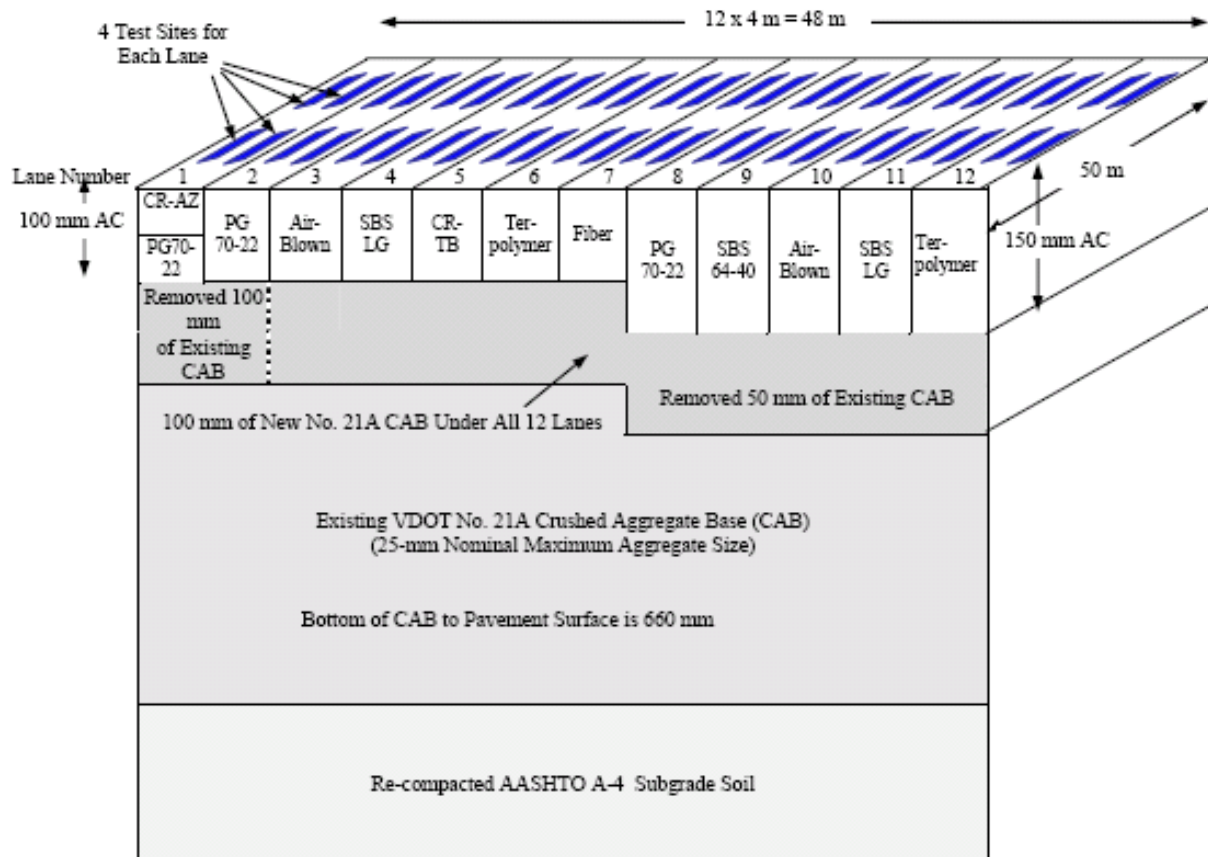 12 x 4 m = 48 m
4 Test Sites for
Each Lane
50 m
Lane Number
1 2 3 4 5 6 7 8 9 10 11 12
100 mm AC
150 mm AC
CR-AZ
PG70-
22
PG
70-22
Air-
Blown
SBS
LG
CR-
TB
Ter-
polymer
Fiber
PG
70-22
SBS
64-40
Air-
Blown
SBS
LG
Ter-
polymer
Removed 100
mm
of Existing
CAB
Removed 50 mm of Existing CAB
100 mm of New No. 21A CAB Under All 12 Lanes
Existing VDOT No. 21A Crushed Aggregate Base (CAB)
(25-mm Nominal Maximum Aggregate Size)
Bottom of CAB to Pavement Surface is 660 mm
Re-compacted AASHTO A-4 Subgrade Soil